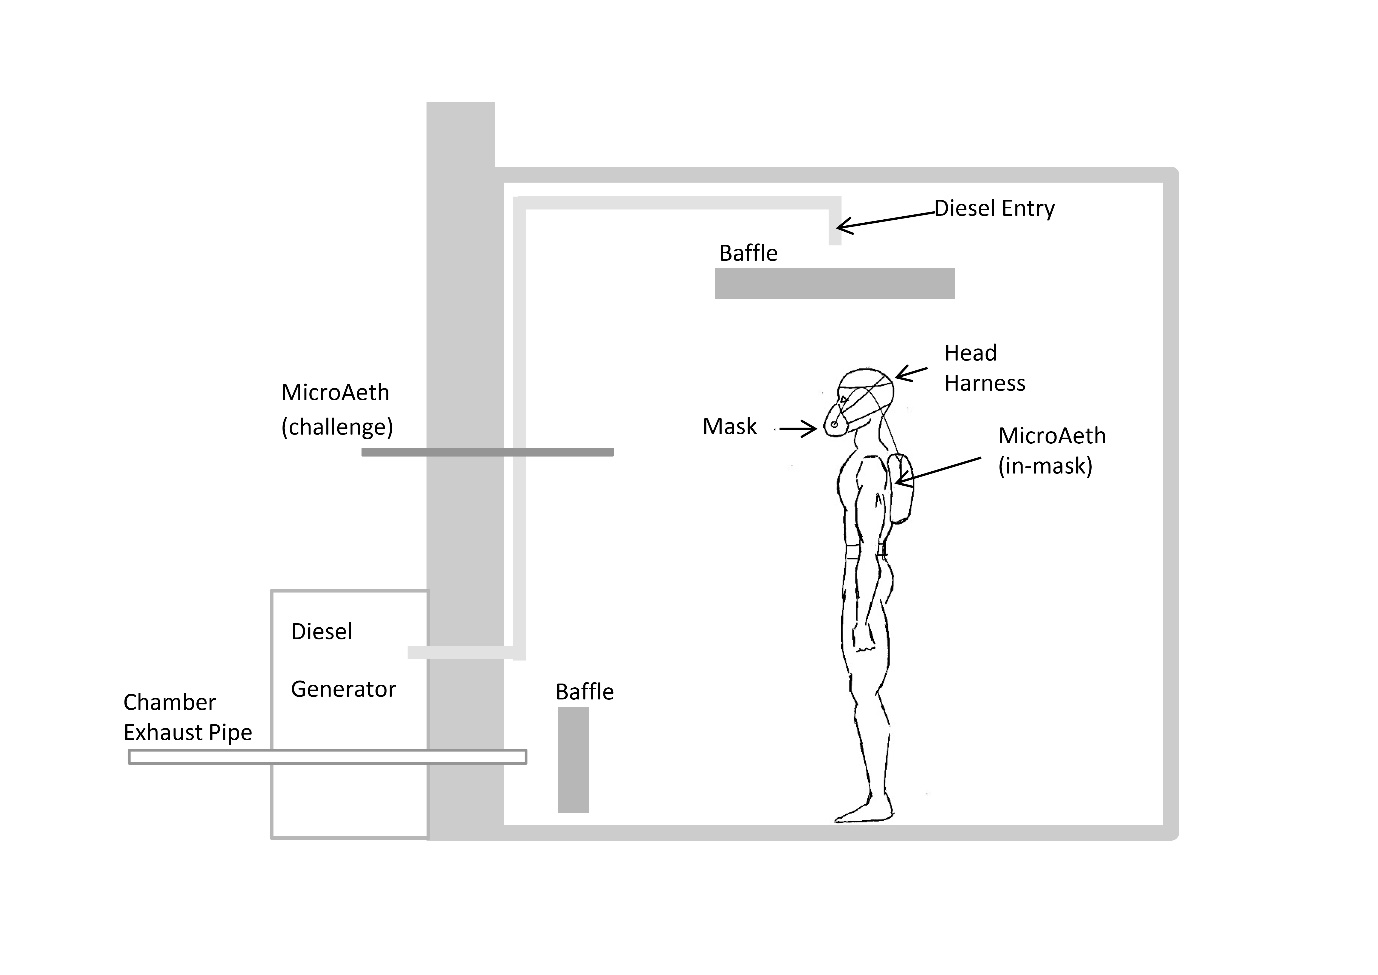 Diesel Entry
Baffle
Head
Harness
MicroAeth
(challenge)
Mask
MicroAeth
(in-mask)
Diesel
Generator
Baffle
Chamber
Exhaust Pipe